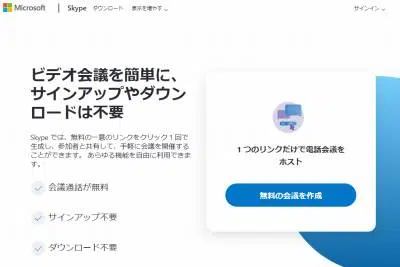 Microsoft | Skype ダウンロード 表示を増やす サインイン
ビデオ会議を簡単に、
サインアップやダウン
ロードは不要
Skype では、無料の一意のリンクをクリック 1 回で
生成し、参加者と共有して、手軽に会議を開催する
ことができます。 あらゆる機能を自由に利用できま
す。
会議通話が無料
サインアップ不要
ダウンロード不要
1 つのリンクだけで電話会議を
ホスト
無料の会議を作成